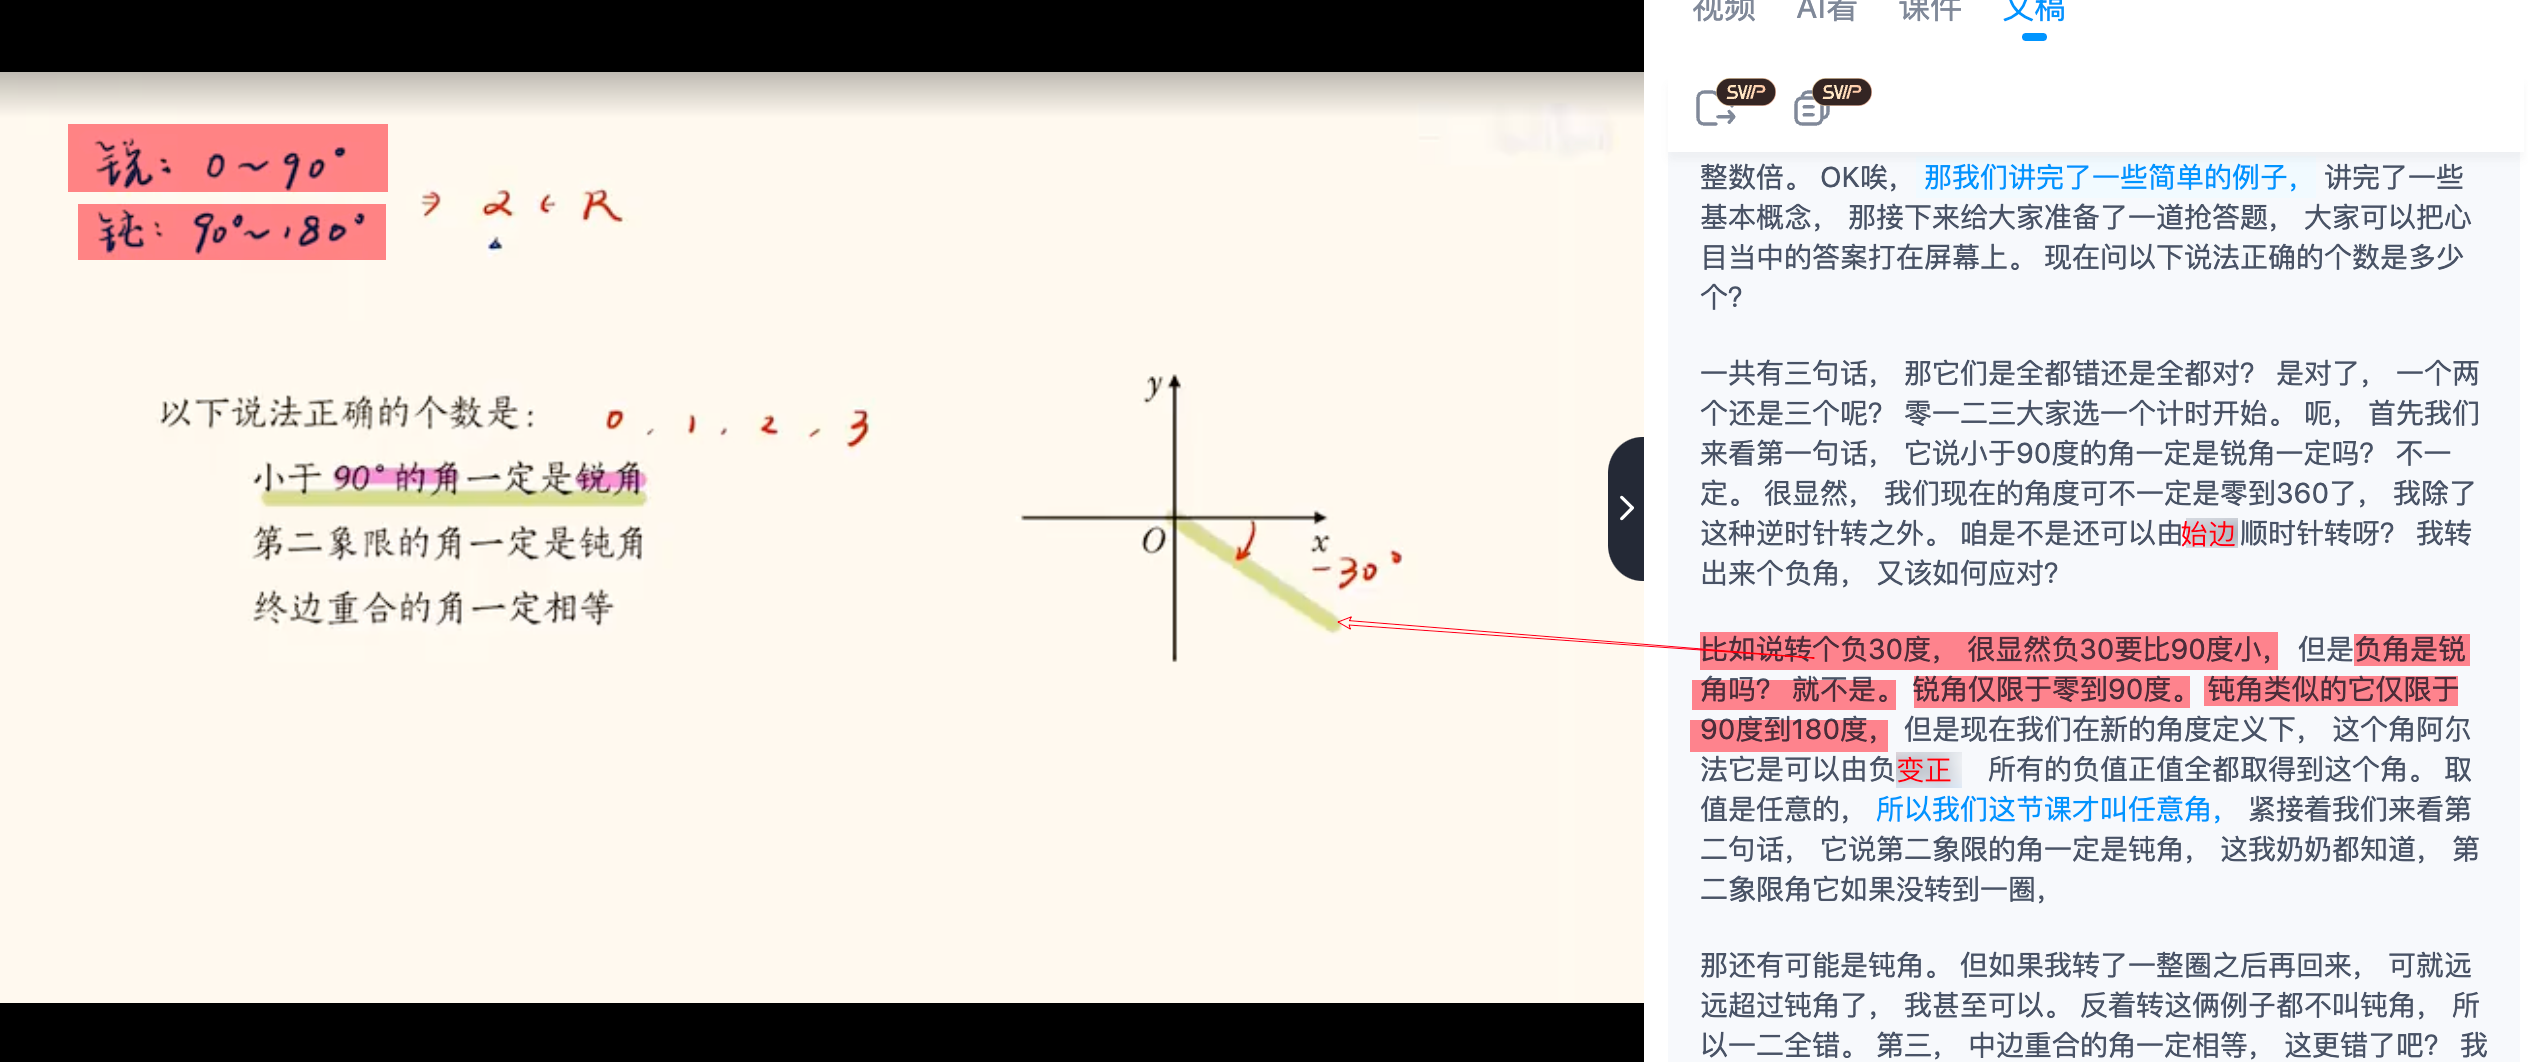 锐: 0~90°
钝: 90°~180°
⇒ α ∈ R
以下说法正确的个数是: 0, 1, 2, 3
小于 90° 的角一定是锐角
第二象限的角一定是钝角
终边重合的角一定相等
y
O
x
-30°
视频 AI看 课件 文稿
SVIP SVIP
整数倍。 OK唉， 那我们讲完了一些简单的例子， 讲完了一些
基本概念， 那接下来给大家准备了一道抢答题， 大家可以把心
目当中的答案打在屏幕上。 现在问以下说法正确的个数是多少
个?
一共有三句话， 那它们是全都错还是全都对? 是对了， 一个两
个还是三个呢? 零一二三大家选一个计时开始。 呃， 首先我们
来看第一句话， 它说小于90度的角一定是锐角一定吗? 不一
定。 很显然， 我们现在的角度可不一定是零到360了， 我除了
这种逆时针转之外。 咱是不是还可以由始边顺时针转呀? 我转
出来个负角， 又该如何应对?
比如说转个负30度， 很显然负30要比90度小， 但是负角是锐
角吗? 就不是。 锐角仅限于零到90度。 钝角类似的它仅限于
90度到180度， 但是现在我们在新的角度定义下， 这个角阿尔
法它是可以由负变正 所有的负值正值全都取得到这个角。 取
值是任意的， 所以我们这节课才叫任意角， 紧接着我们来看第
二句话， 它说第二象限的角一定是钝角， 这我奶奶都知道， 第
二象限角它如果没转到一圈，
那还有可能是钝角。 但如果我转了一整圈之后再回来， 可就远
远超过钝角了， 我甚至可以。 反着转这俩例子都不叫钝角， 所
以一二全错。 第三， 中边重合的角一定相等， 这更错了吧? 我